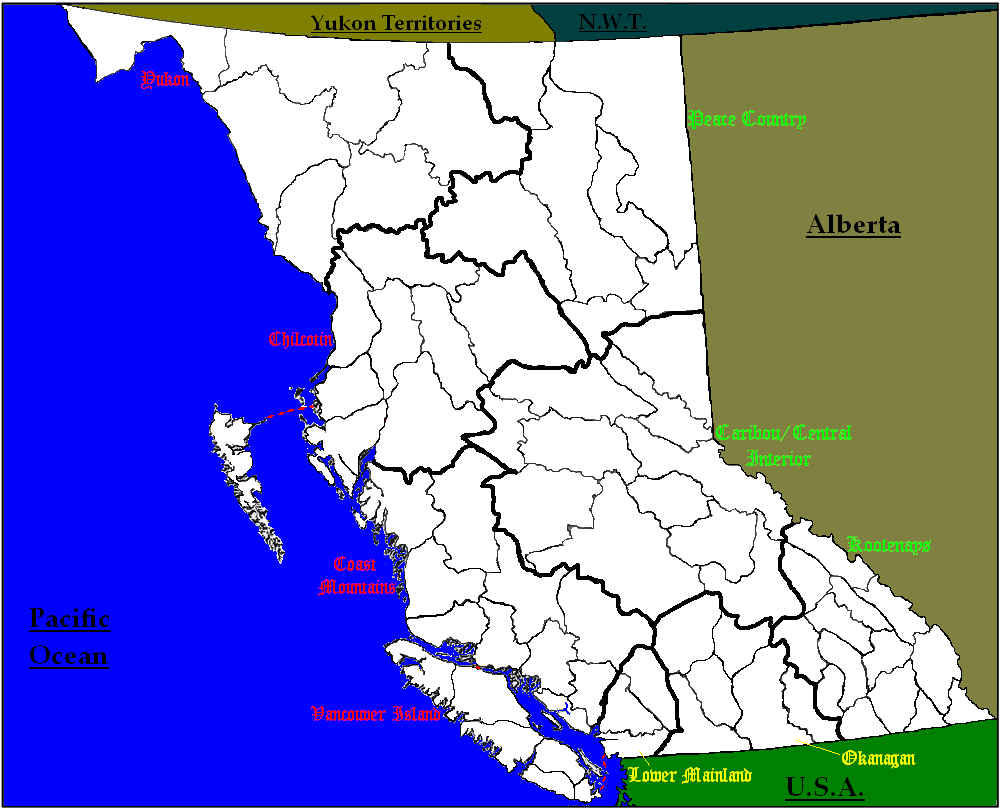 Yukon Territories
N.W.T.
Yukon
Peace Country
Alberta
Chilcotin
Caribou/Central
Interior
Kootenays
Coast
Mountains
Pacific
Ocean
Vancouver Island
Okanagan
Lower Mainland
U.S.A.